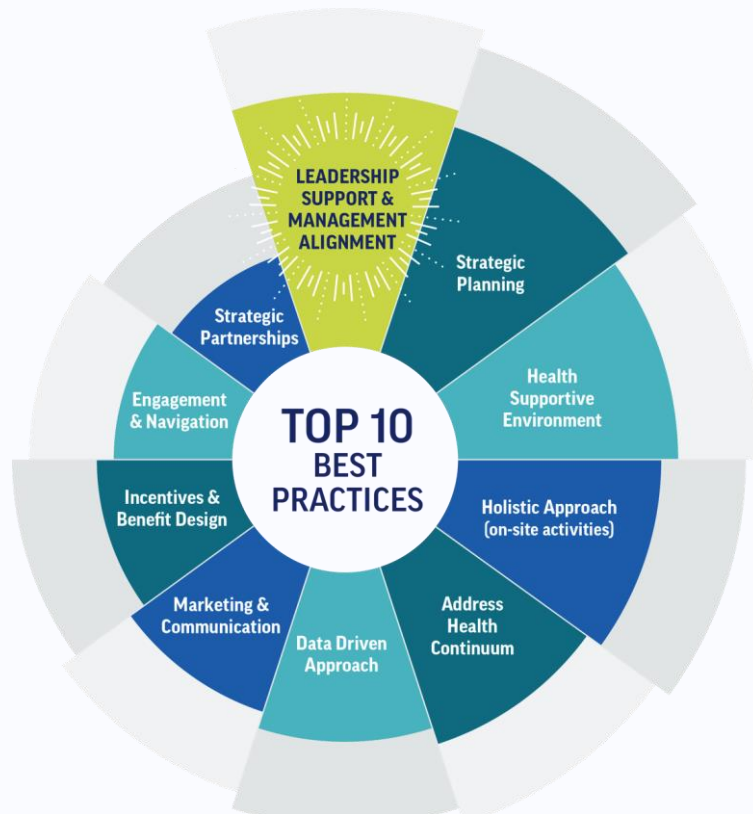 LEADERSHIP
SUPPORT &
MANAGEMENT
ALIGNMENT
Strategic
Planning
Health
Supportive
Environment
Holistic Approach
(on-site activities)
Address
Health
Continuum
Data Driven
Approach
Marketing &
Communication
Incentives &
Benefit Design
Engagement
& Navigation
Strategic
Partnerships
TOP 10
BEST
PRACTICES